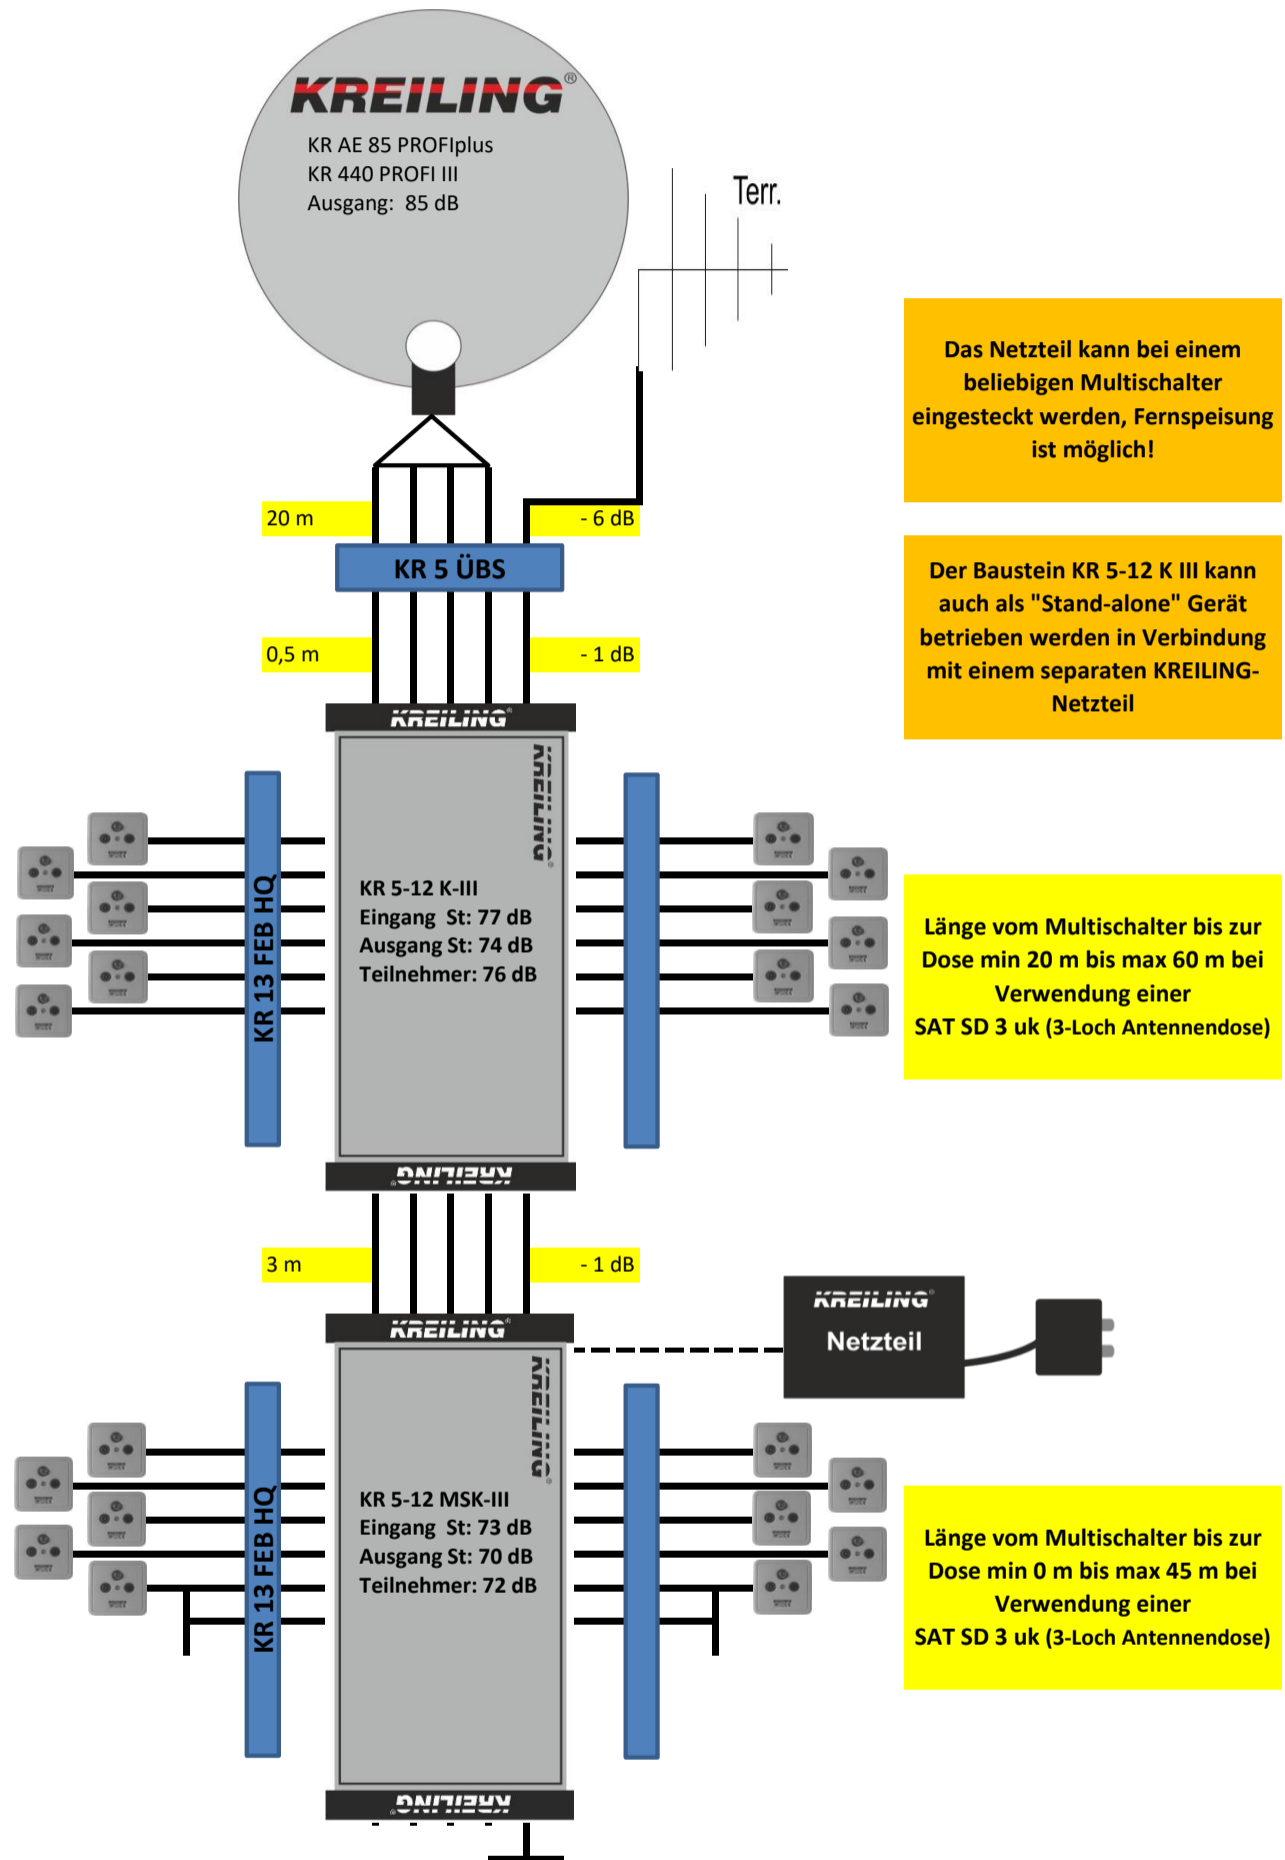 KREILING®
KR AE 85 PROFIplus
KR 440 PROFI III
Ausgang: 85 dB
Terr.
Das Netzteil kann bei einem
beliebigen Multischalter
eingesteckt werden, Fernspeisung
ist möglich!
20 m
- 6 dB
KR 5 ÜBS
Der Baustein KR 5-12 K III kann
auch als "Stand-alone" Gerät
betrieben werden in Verbindung
mit einem separaten KREILING-
Netzteil
0,5 m
- 1 dB
KREILING®
KREILING®
KR 13 FEB HQ
KR 5-12 K-III
Eingang St: 77 dB
Ausgang St: 74 dB
Teilnehmer: 76 dB
Länge vom Multischalter bis zur
Dose min 20 m bis max 60 m bei
Verwendung einer
SAT SD 3 uk (3-Loch Antennendose)
KREILING®
3 m
- 1 dB
KREILING®
Netzteil
KREILING®
KREILING®
KR 13 FEB HQ
KR 5-12 MSK-III
Eingang St: 73 dB
Ausgang St: 70 dB
Teilnehmer: 72 dB
Länge vom Multischalter bis zur
Dose min 0 m bis max 45 m bei
Verwendung einer
SAT SD 3 uk (3-Loch Antennendose)
KREILING®